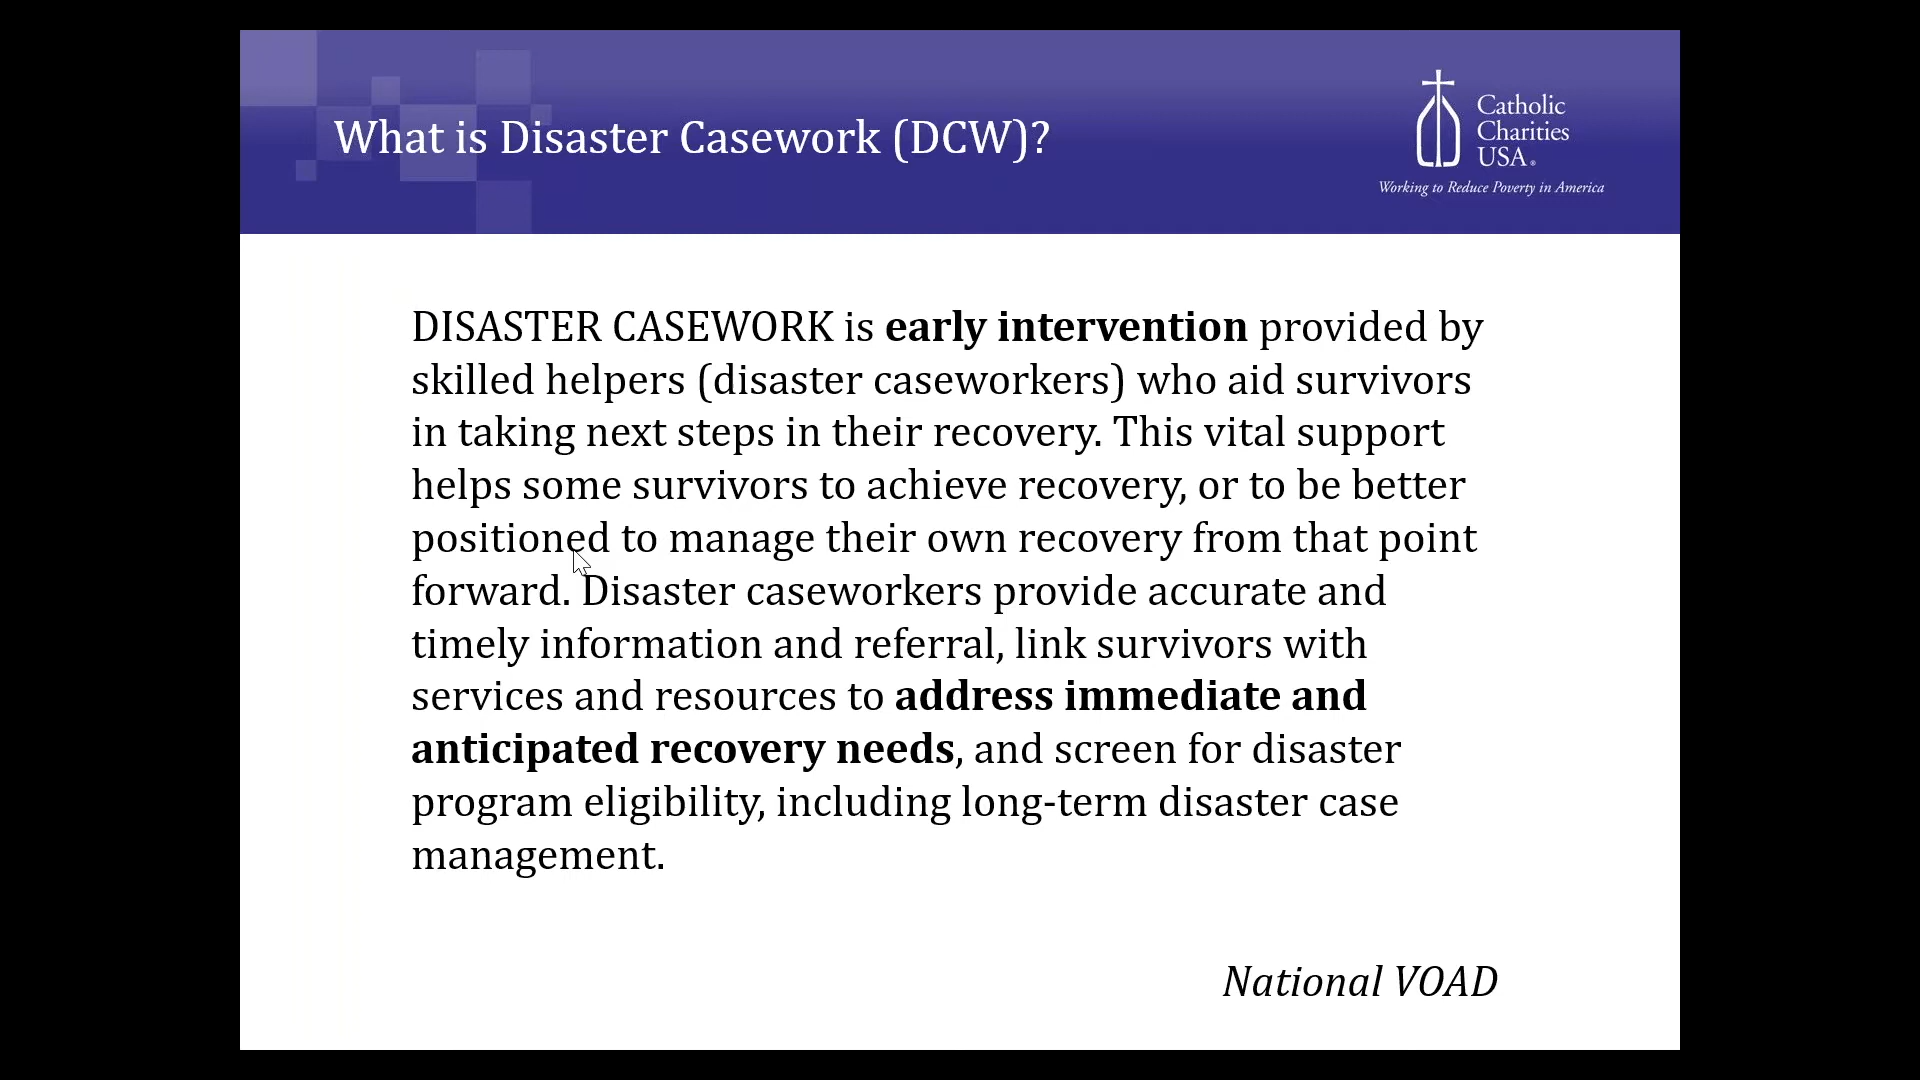 What is Disaster Casework (DCW)?
Catholic
Charities
USA®
Working to Reduce Poverty in America
DISASTER CASEWORK is early intervention provided by
skilled helpers (disaster caseworkers) who aid survivors
in taking next steps in their recovery. This vital support
helps some survivors to achieve recovery, or to be better
positioned to manage their own recovery from that point
forward. Disaster caseworkers provide accurate and
timely information and referral, link survivors with
services and resources to address immediate and
anticipated recovery needs, and screen for disaster
program eligibility, including long-term disaster case
management.
National VOAD